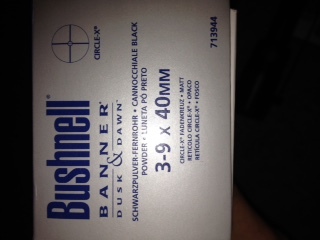 CIRCLE-X®
713944
Bushnell®
BANNER®
DUSK & DAWN™
SCHWARZPULVER-FERNROHR • CANNOCCHIALE BLACK
POWDER • LUNETA PÓ PRETO
3-9 x 40MM
CIRCLE-X® FADENKREUZ • MATT
RETICOLO CIRCLE-X® • OPACO
RETÍCULA CIRCLE-X® • FOSCO